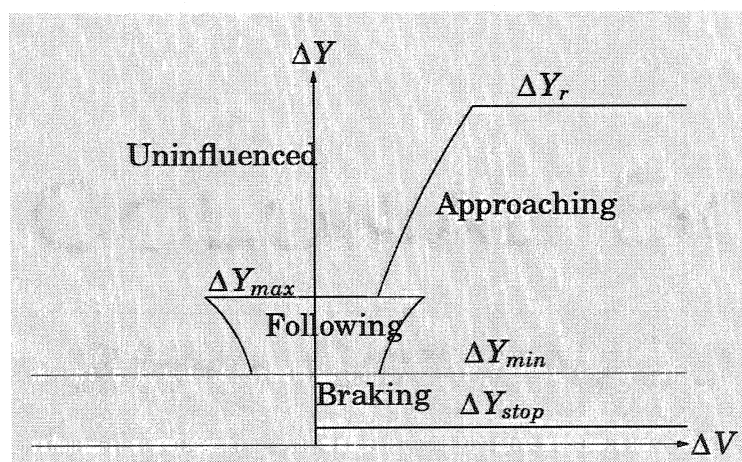 ΔY
ΔY_r
Uninfluenced
Approaching
ΔY_max
Following
ΔY_min
Braking
ΔY_stop
ΔV